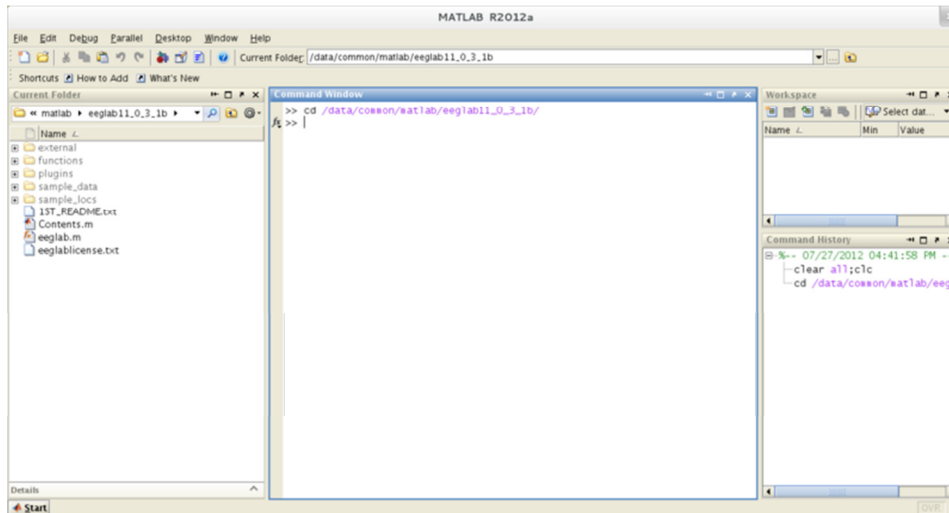 MATLAB R2012a
File Edit Debug Parallel Desktop Window Help
Current Folder: /data/common/matlab/eeglab11_0_3_1b
Shortcuts How to Add What's New
Current Folder
« matlab ▸ eeglab11_0_3_1b ▸
Name
external
functions
plugins
sample_data
sample_locs
1ST_README.txt
Contents.m
eeglab.m
eeglablicense.txt
Details
Command Window
>> cd /data/common/matlab/eeglab11_0_3_1b/
fx >>
Workspace
Select dat...
Name Min Value
Command History
%-- 07/27/2012 04:41:58 PM --
clear all;clc
cd /data/common/matlab/eeg
Start
OVR